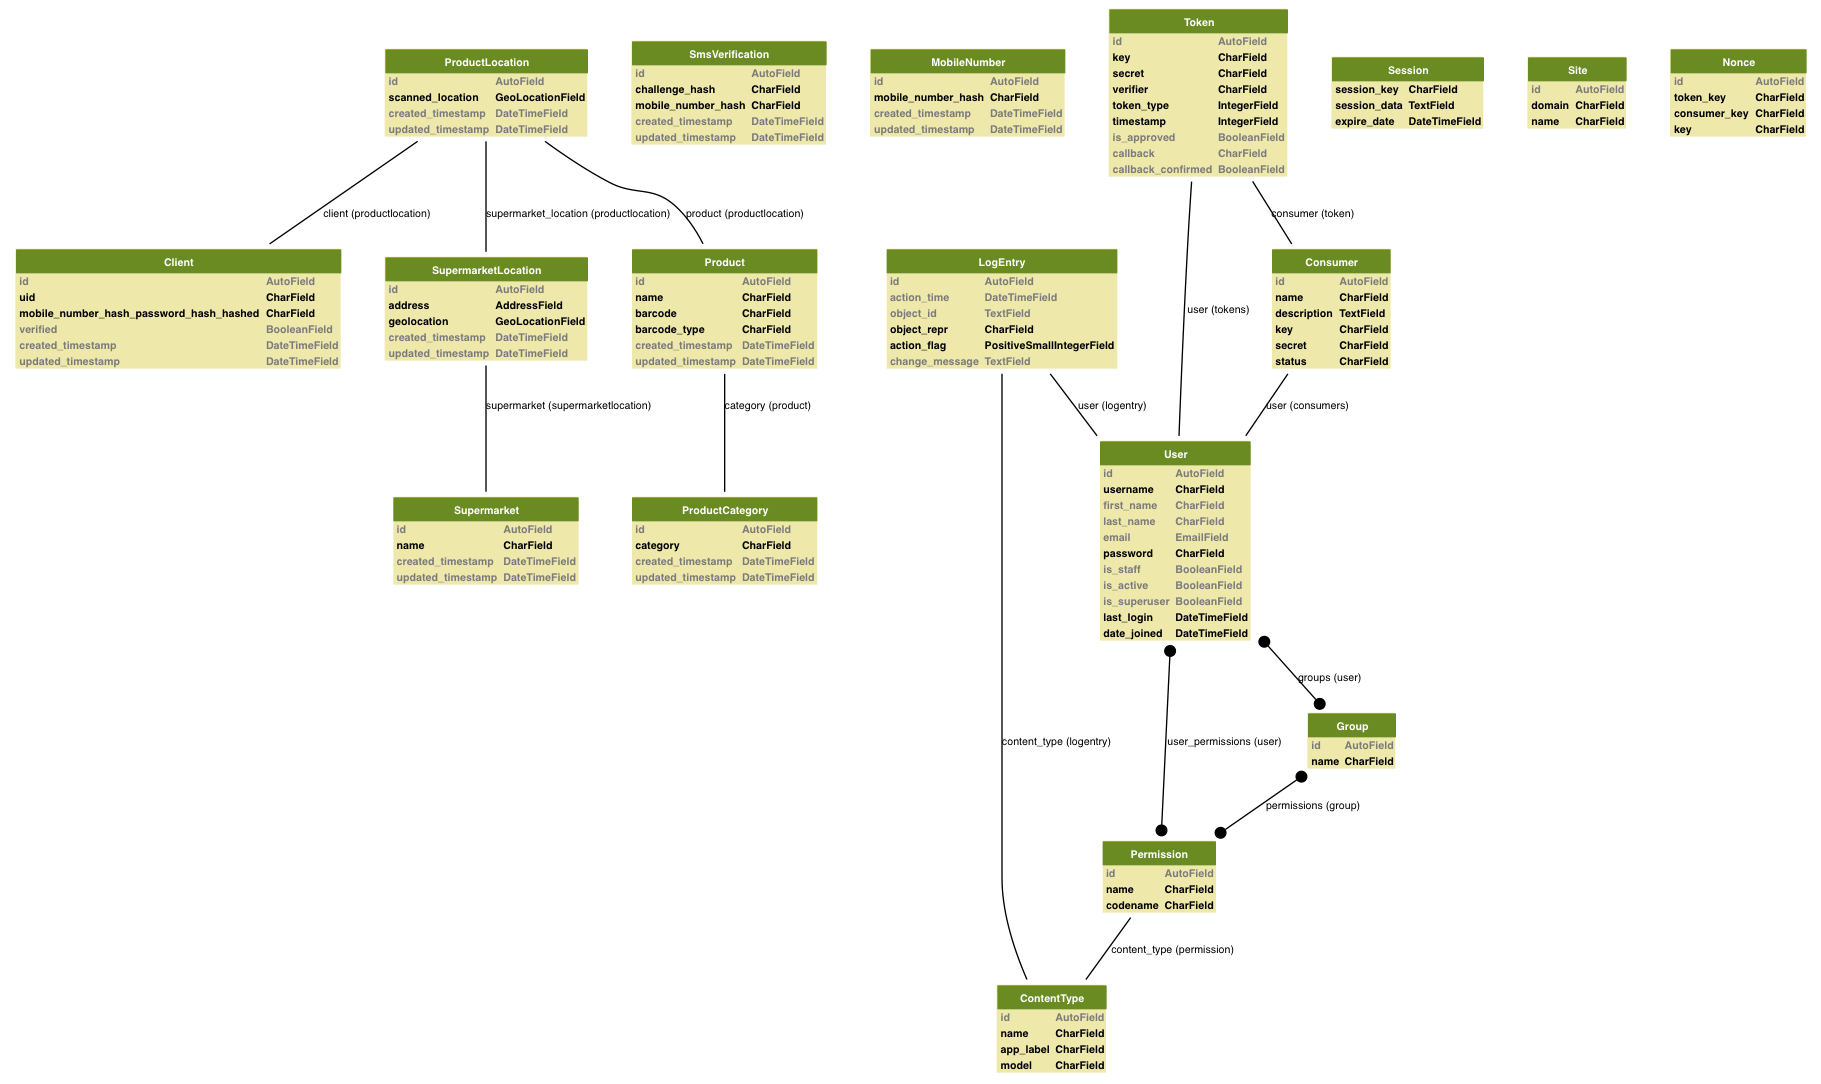 ProductLocation
id AutoField
scanned_location GeoLocationField
created_timestamp DateTimeField
updated_timestamp DateTimeField
SmsVerification
id AutoField
challenge_hash CharField
mobile_number_hash CharField
created_timestamp DateTimeField
updated_timestamp DateTimeField
MobileNumber
id AutoField
mobile_number_hash CharField
created_timestamp DateTimeField
updated_timestamp DateTimeField
Token
id AutoField
key CharField
secret CharField
verifier CharField
token_type IntegerField
timestamp IntegerField
is_approved BooleanField
callback CharField
callback_confirmed BooleanField
Session
session_key CharField
session_data TextField
expire_date DateTimeField
Site
id AutoField
domain CharField
name CharField
Nonce
id AutoField
token_key CharField
consumer_key CharField
key CharField
client (productlocation)
supermarket_location (productlocation)
product (productlocation)
consumer (token)
Client
id AutoField
uid CharField
mobile_number_hash_password_hash_hashed CharField
verified BooleanField
created_timestamp DateTimeField
updated_timestamp DateTimeField
SupermarketLocation
id AutoField
address AddressField
geolocation GeoLocationField
created_timestamp DateTimeField
updated_timestamp DateTimeField
Product
id AutoField
name CharField
barcode CharField
barcode_type CharField
created_timestamp DateTimeField
updated_timestamp DateTimeField
LogEntry
id AutoField
action_time DateTimeField
object_id TextField
object_repr CharField
action_flag PositiveSmallIntegerField
change_message TextField
user (tokens)
Consumer
id AutoField
name CharField
description TextField
key CharField
secret CharField
status CharField
supermarket (supermarketlocation)
category (product)
user (logentry)
user (consumers)
Supermarket
id AutoField
name CharField
created_timestamp DateTimeField
updated_timestamp DateTimeField
ProductCategory
id AutoField
category CharField
created_timestamp DateTimeField
updated_timestamp DateTimeField
User
id AutoField
username CharField
first_name CharField
last_name CharField
email EmailField
password CharField
is_staff BooleanField
is_active BooleanField
is_superuser BooleanField
last_login DateTimeField
date_joined DateTimeField
groups (user)
Group
id AutoField
name CharField
content_type (logentry)
user_permissions (user)
permissions (group)
Permission
id AutoField
name CharField
codename CharField
content_type (permission)
ContentType
id AutoField
name CharField
app_label CharField
model CharField